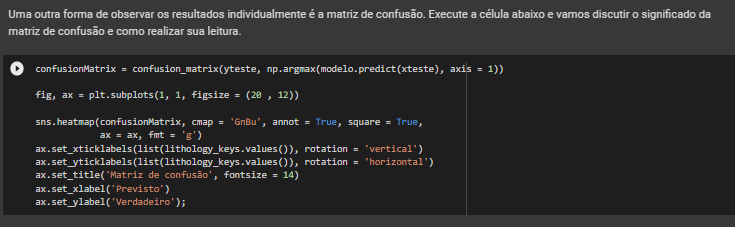 Uma outra forma de observar os resultados individualmente é a matriz de confusão. Execute a célula abaixo e vamos discutir o significado da
matriz de confusão e como realizar sua leitura.
confusionMatrix = confusion_matrix(yteste, np.argmax(modelo.predict(xteste), axis = 1))
fig, ax = plt.subplots(1, 1, figsize = (20 , 12))
sns.heatmap(confusionMatrix, cmap = 'GnBu', annot = True, square = True,
ax = ax, fmt = 'g')
ax.set_xticklabels(list(lithology_keys.values()), rotation = 'vertical')
ax.set_yticklabels(list(lithology_keys.values()), rotation = 'horizontal')
ax.set_title('Matriz de confusão', fontsize = 14)
ax.set_xlabel('Previsto')
ax.set_ylabel('Verdadeiro');